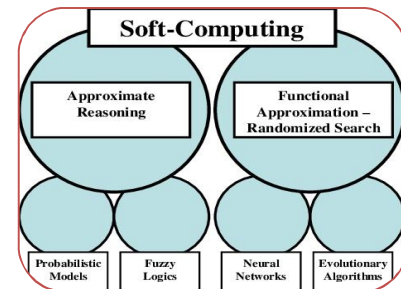 Soft-Computing
Approximate
Reasoning
Functional
Approximation –
Randomized Search
Probabilistic
Models
Fuzzy
Logics
Neural
Networks
Evolutionary
Algorithms